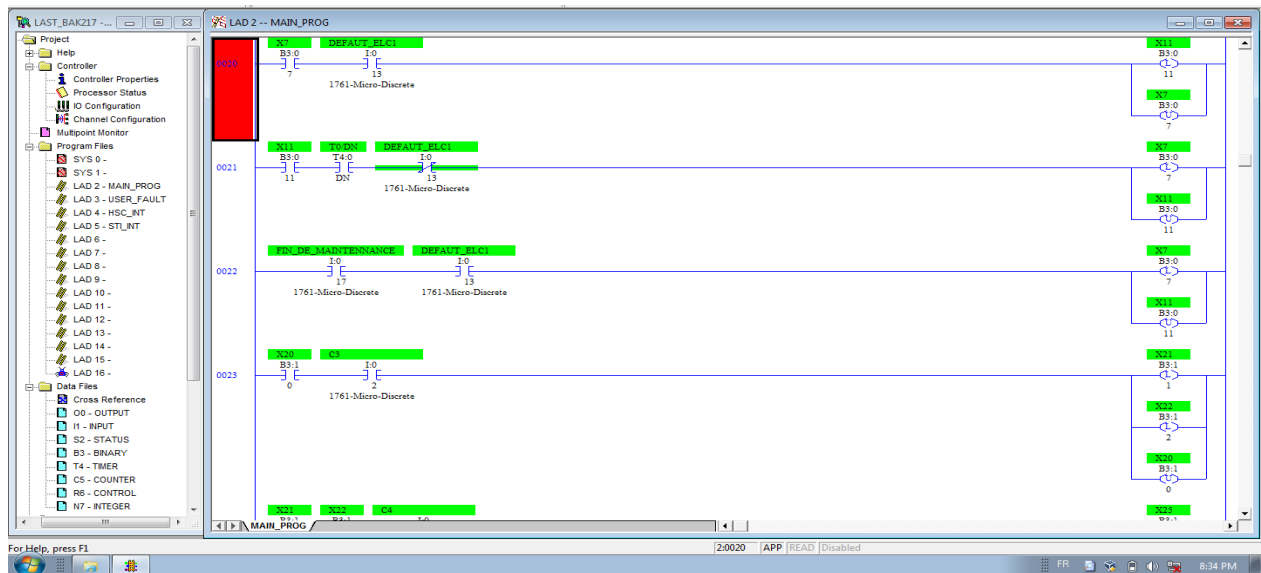 LAST_BAK217 -...
Project
Help
Controller
Controller Properties
Processor Status
IO Configuration
Channel Configuration
Multipoint Monitor
Program Files
SYS 0 -
SYS 1 -
LAD 2 - MAIN_PROG
LAD 3 - USER_FAULT
LAD 4 - HSC_INT
LAD 5 - STI_INT
LAD 6 -
LAD 7 -
LAD 8 -
LAD 9 -
LAD 10 -
LAD 11 -
LAD 12 -
LAD 13 -
LAD 14 -
LAD 15 -
LAD 16 -
Data Files
Cross Reference
O0 - OUTPUT
I1 - INPUT
S2 - STATUS
B3 - BINARY
T4 - TIMER
C5 - COUNTER
R6 - CONTROL
N7 - INTEGER
LAD 2 -- MAIN_PROG
X7 DEFAUT_ELC1 X11
B3:0 I:0 B3:0
0020 L
7 13 11
1761-Micro-Discrete
X7
B3:0
U
7
X11 T0/DN DEFAUT_ELC1 X7
B3:0 T4:0 I:0 B3:0
0021 L
11 DN 13 7
1761-Micro-Discrete
X11
B3:0
U
11
FIN_DE_MAINTENNANCE DEFAUT_ELC1 X7
I:0 I:0 B3:0
0022 L
17 13 7
1761-Micro-Discrete 1761-Micro-Discrete
X11
B3:0
U
11
X20 C3 X21
B3:1 I:0 B3:1
0023 L
0 2 1
1761-Micro-Discrete
X22
B3:1
L
2
X20
B3:1
U
0
X21 X22 C4 X25
B3:1 B3:1 I:0 B3:1
MAIN_PROG
For Help, press F1
2:0020 APP READ Disabled
FR 8:34 PM